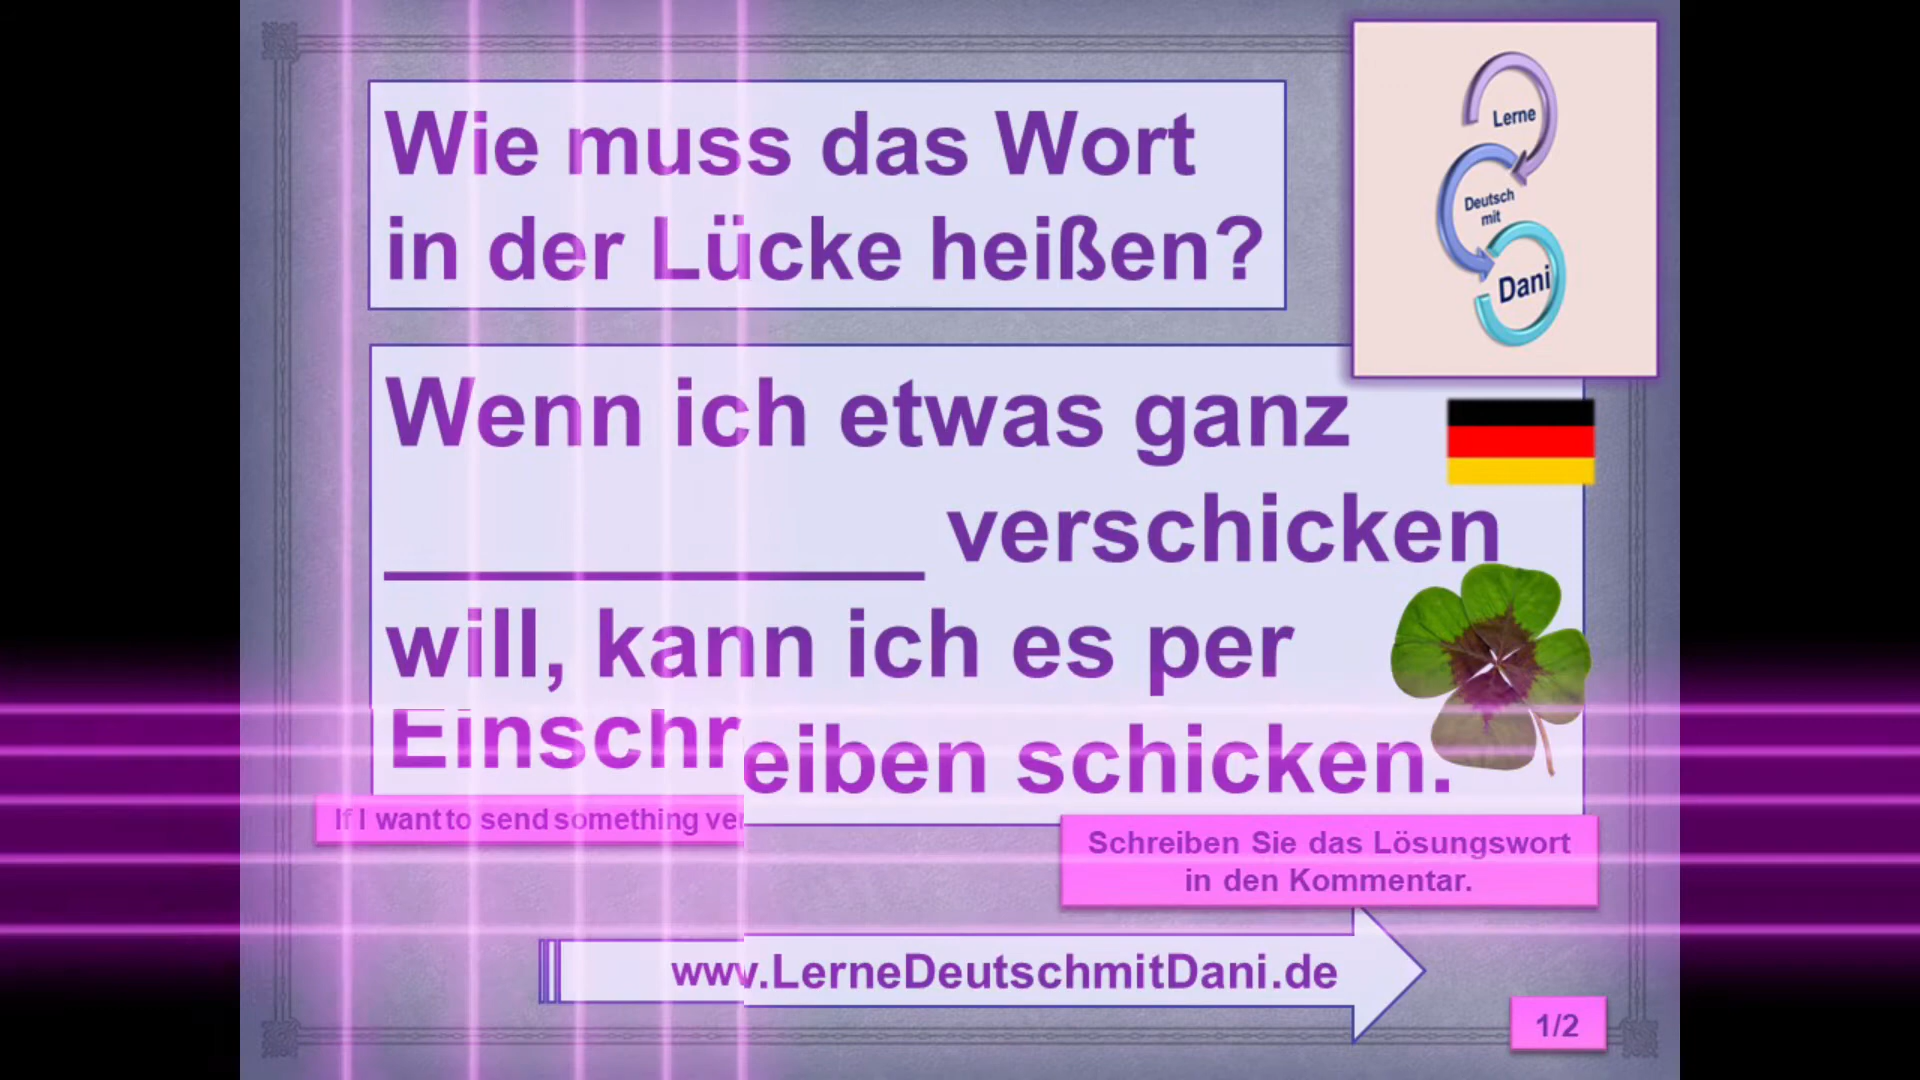 Wie muss das Wort
in der Lücke heißen?
Lerne
Deutsch
mit
Dani
Wenn ich etwas ganz
____________ verschicken
will, kann ich es per
Einschreiben schicken.
If I want to send something
Schreiben Sie das Lösungswort
in den Kommentar.
www.LerneDeutschmitDani.de
1/2